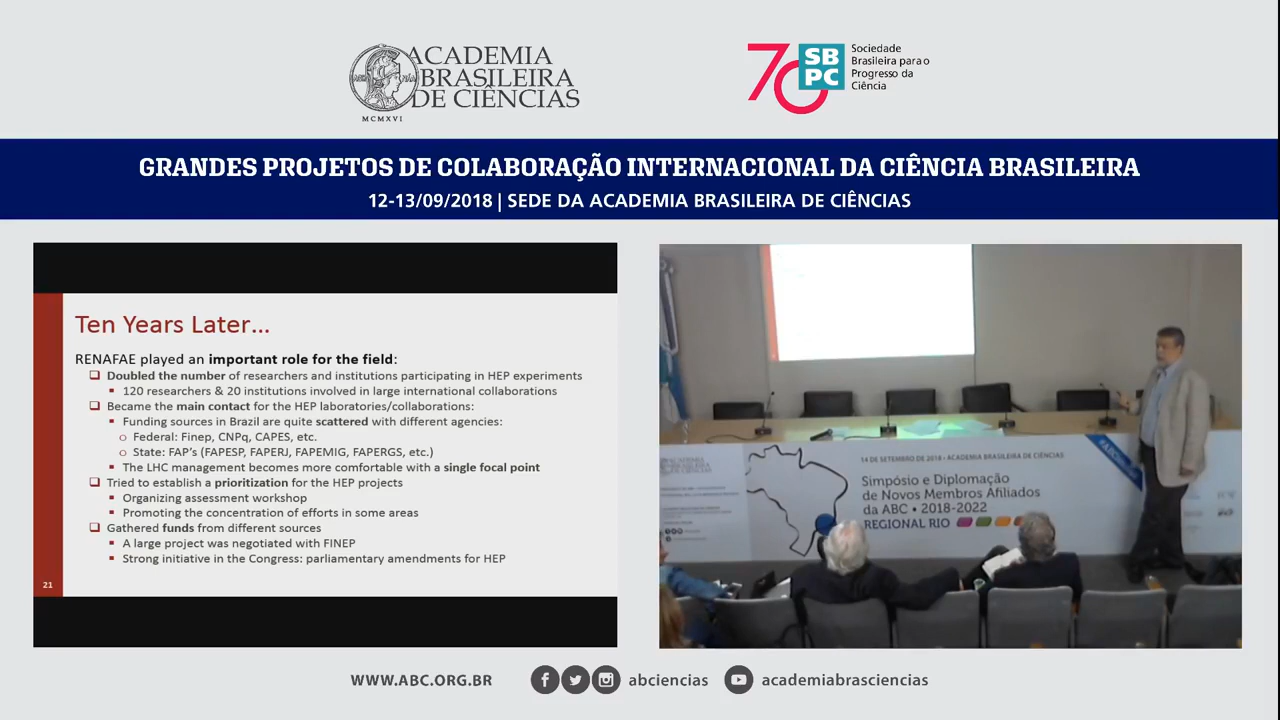 ACADEMIA
BRASILEIRA
DE CIÊNCIAS
MCMXVI
70
SB
PC
Sociedade
Brasileira para o
Progresso da
Ciência
GRANDES PROJETOS DE COLABORAÇÃO INTERNACIONAL DA CIÊNCIA BRASILEIRA
12-13/09/2018 | SEDE DA ACADEMIA BRASILEIRA DE CIÊNCIAS
Ten Years Later...
RENAFAE played an important role for the field:
Doubled the number of researchers and institutions participating in HEP experiments
120 researchers & 20 institutions involved in large international collaborations
Became the main contact for the HEP laboratories/collaborations:
Funding sources in Brazil are quite scattered with different agencies:
Federal: Finep, CNPq, CAPES, etc.
State: FAP's (FAPESP, FAPERJ, FAPEMIG, FAPERGS, etc.)
The LHC management becomes more comfortable with a single focal point
Tried to establish a prioritization for the HEP projects
Organizing assessment workshop
Promoting the concentration of efforts in some areas
Gathered funds from different sources
A large project was negotiated with FINEP
Strong initiative in the Congress: parliamentary amendments for HEP
21
14 DE SETEMBRO DE 2018 • ACADEMIA BRASILEIRA DE CIÊNCIAS
Simpósio e Diplomação
de Novos Membros Afiliados
da ABC • 2018-2022
REGIONAL RIO
WWW.ABC.ORG.BR
abciencias
academiabrasciencias